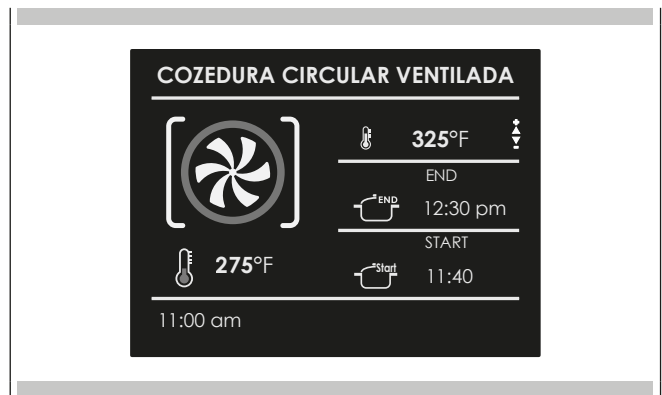 COZEDURA CIRCULAR VENTILADA
325°F
END
END
12:30 pm
START
Start
11:40
275°F
11:00 am